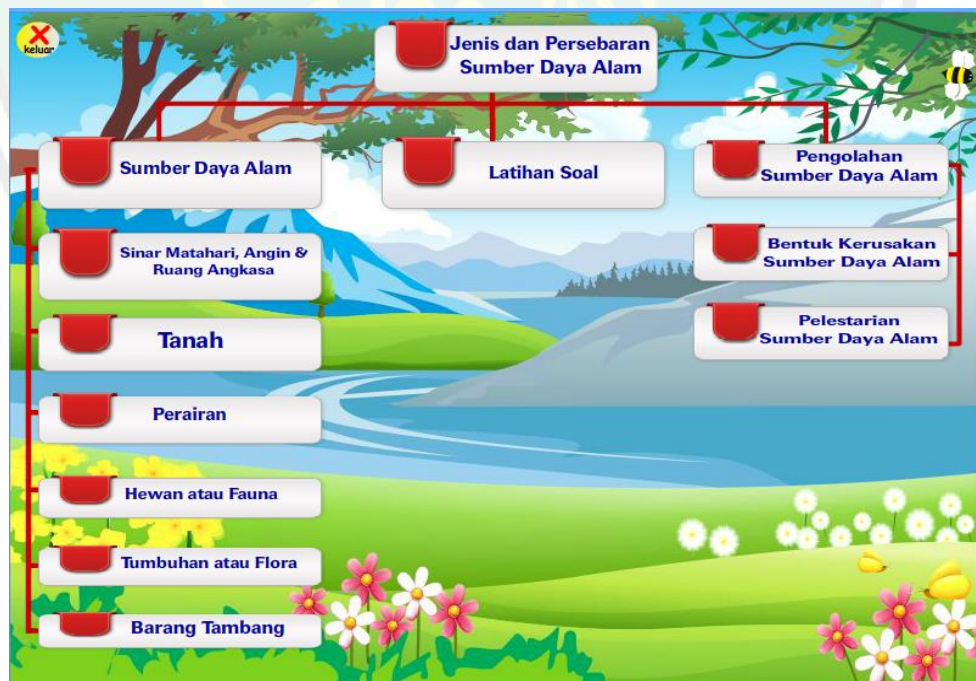 keluar
Jenis dan Persebaran
Sumber Daya Alam
Sumber Daya Alam
Latihan Soal
Pengolahan
Sumber Daya Alam
Sinar Matahari, Angin &
Ruang Angkasa
Bentuk Kerusakan
Sumber Daya Alam
Tanah
Pelestarian
Sumber Daya Alam
Perairan
Hewan atau Fauna
Tumbuhan atau Flora
Barang Tambang